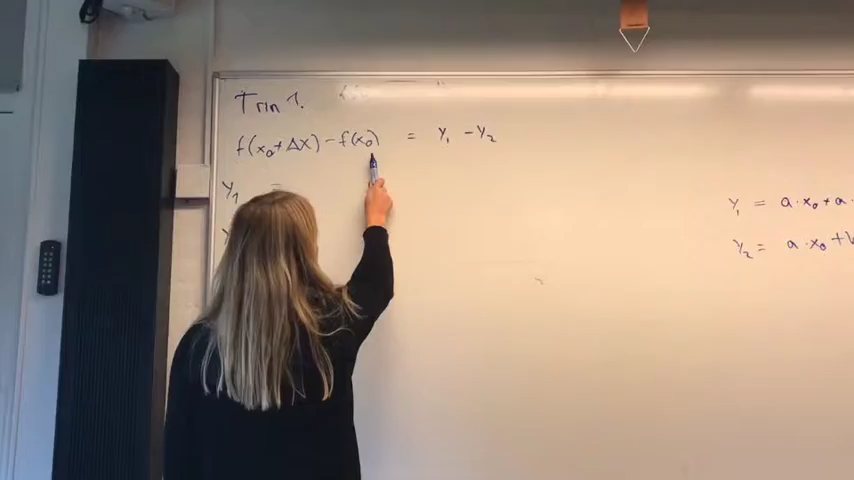 Trin 1.
f(x₀+Δx)-f(x₀) = y₁ -y₂
y₁ =
y₁ = a·x₀+a·
y₂= a·x₀+b